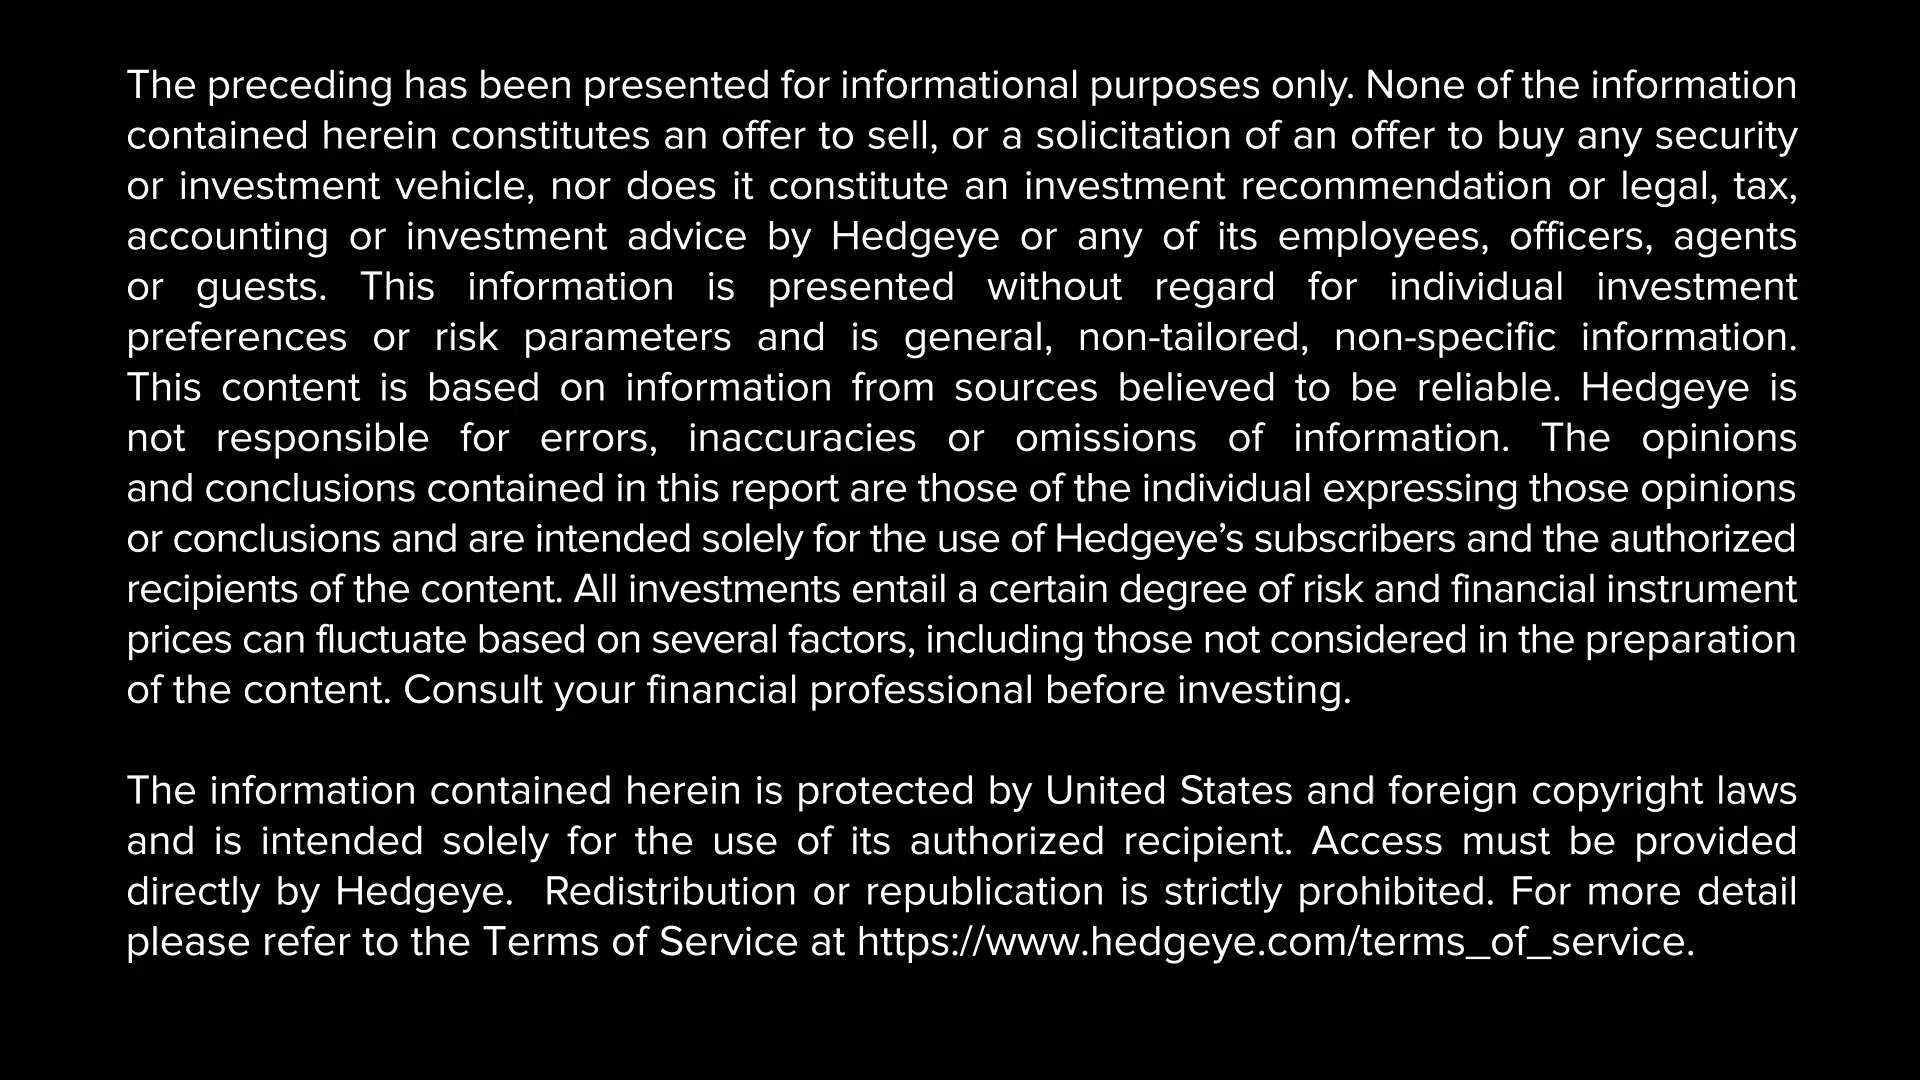 The preceding has been presented for informational purposes only. None of the information
contained herein constitutes an offer to sell, or a solicitation of an offer to buy any security
or investment vehicle, nor does it constitute an investment recommendation or legal, tax,
accounting or investment advice by Hedgeye or any of its employees, officers, agents
or guests. This information is presented without regard for individual investment
preferences or risk parameters and is general, non-tailored, non-specific information.
This content is based on information from sources believed to be reliable. Hedgeye is
not responsible for errors, inaccuracies or omissions of information. The opinions
and conclusions contained in this report are those of the individual expressing those opinions
or conclusions and are intended solely for the use of Hedgeye’s subscribers and the authorized
recipients of the content. All investments entail a certain degree of risk and financial instrument
prices can fluctuate based on several factors, including those not considered in the preparation
of the content. Consult your financial professional before investing.
The information contained herein is protected by United States and foreign copyright laws
and is intended solely for the use of its authorized recipient. Access must be provided
directly by Hedgeye.  Redistribution or republication is strictly prohibited. For more detail
please refer to the Terms of Service at https://www.hedgeye.com/terms_of_service.